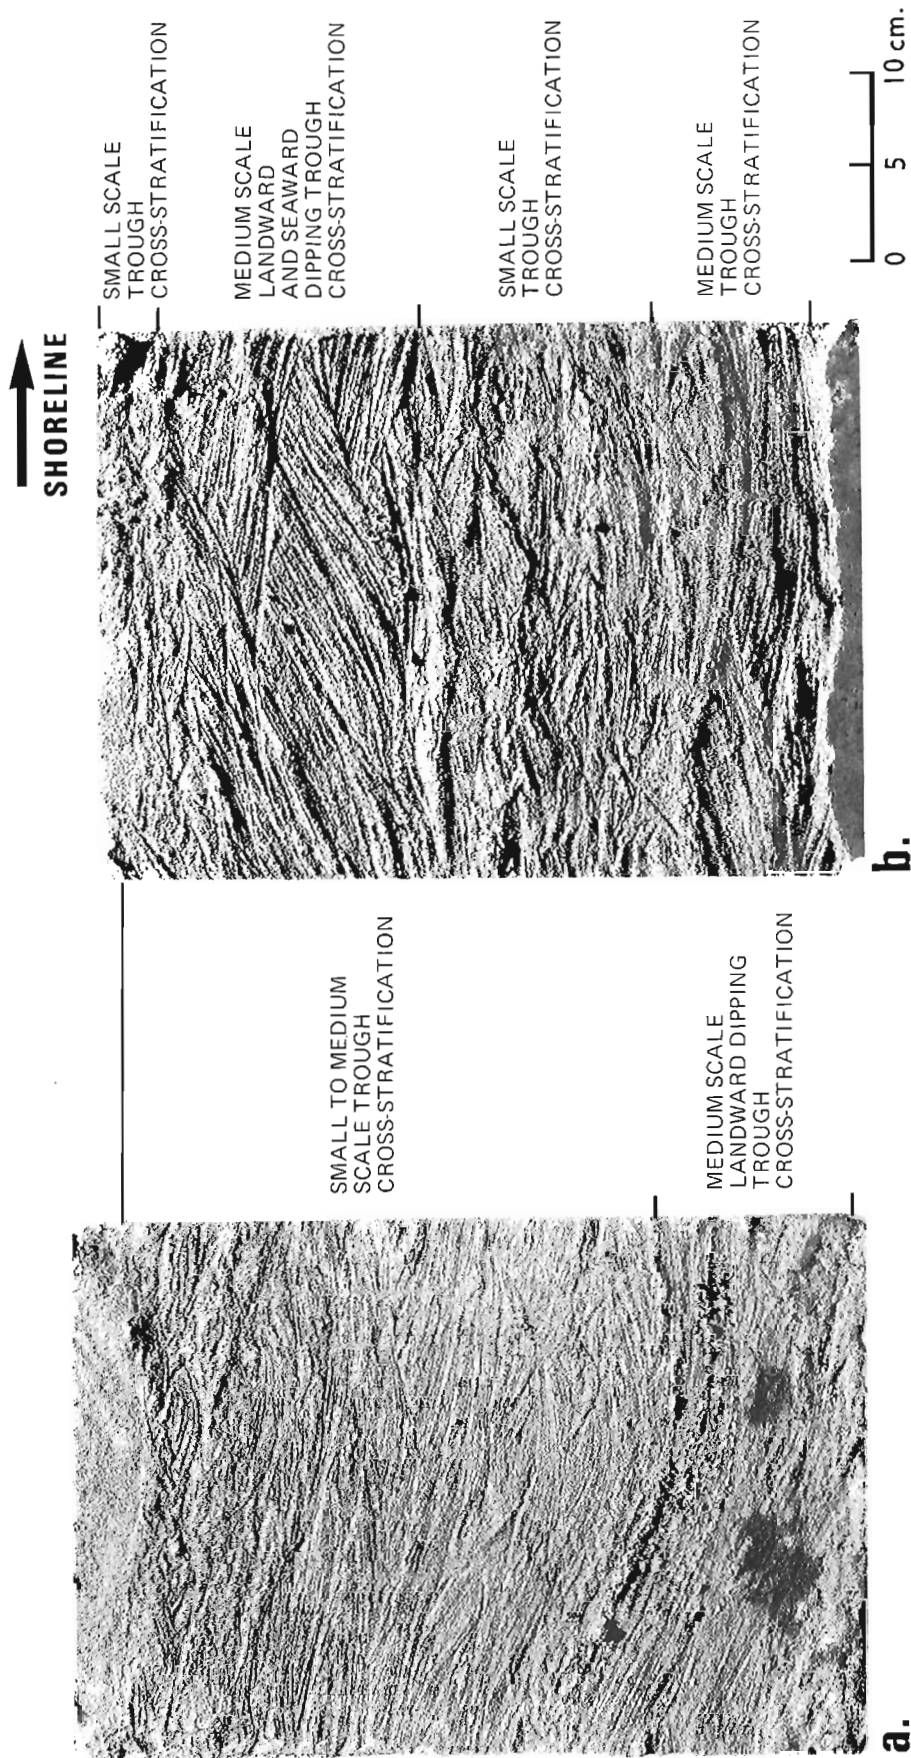 SHORELINE
SMALL TO MEDIUM
SCALE TROUGH
CROSS-STRATIFICATION
MEDIUM SCALE
LANDWARD DIPPING
TROUGH
CROSS-STRATIFICATION
a.
SMALL SCALE
TROUGH
CROSS-STRATIFICATION
MEDIUM SCALE
LANDWARD
AND SEAWARD
DIPPING TROUGH
CROSS-STRATIFICATION
SMALL SCALE
TROUGH
CROSS-STRATIFICATION
MEDIUM SCALE
TROUGH
CROSS-STRATIFICATION
b.
0 5 10 cm.